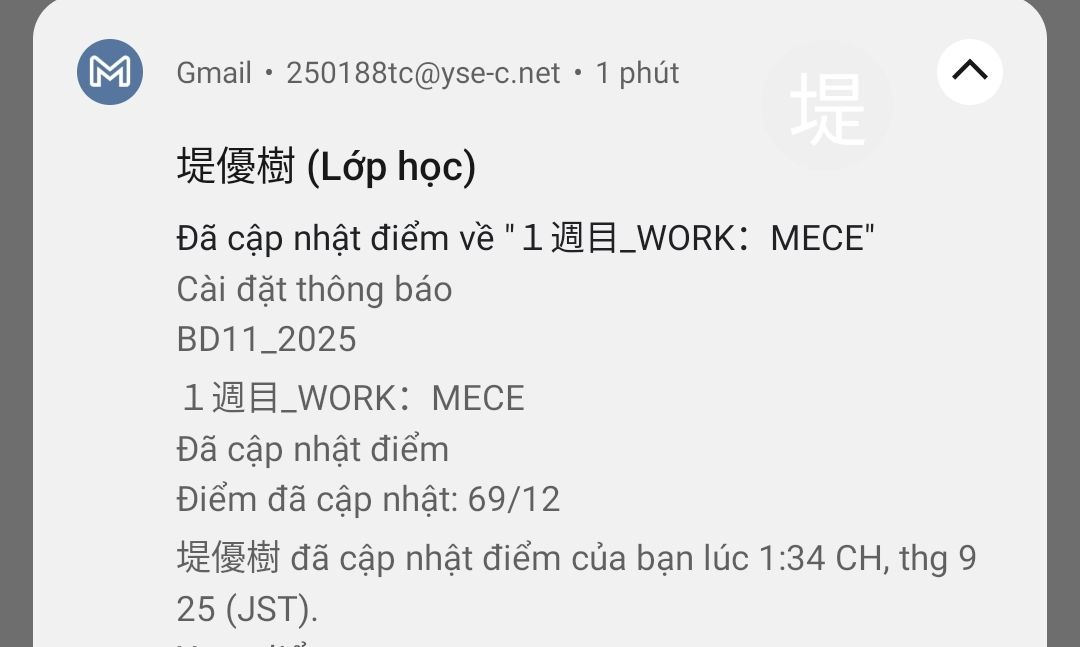 Gmail • 250188tc@yse-c.net • 1 phút
堤
堤優樹 (Lớp học)
Đã cập nhật điểm về "１週目_WORK：MECE"
Cài đặt thông báo
BD11_2025
１週目_WORK：MECE
Đã cập nhật điểm
Điểm đã cập nhật: 69/12
堤優樹 đã cập nhật điểm của bạn lúc 1:34 CH, thg 9
25 (JST).